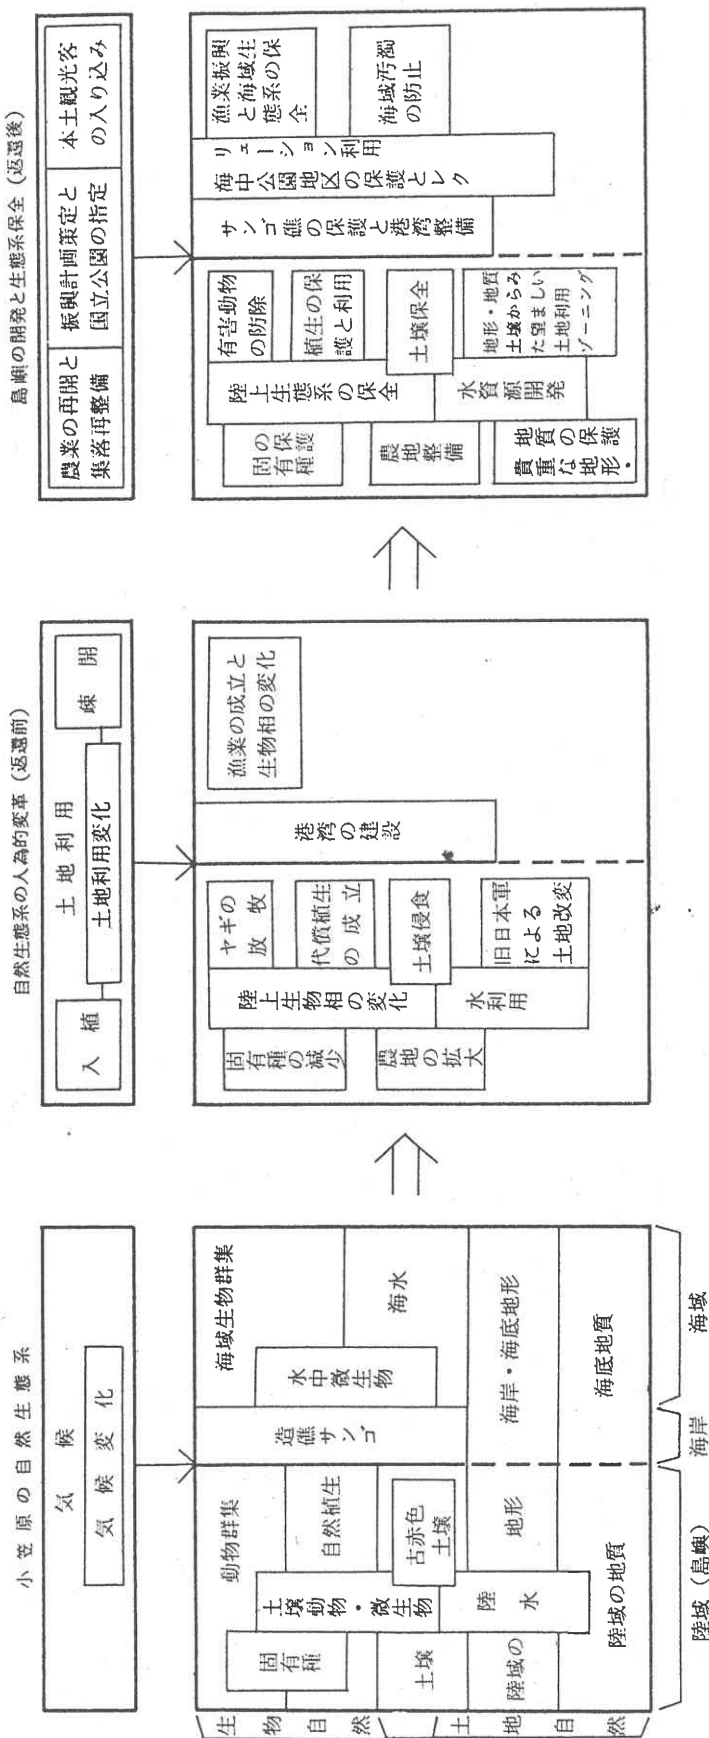 小笠原の自然生態系
気候
気候変化
動物群集
自然植生
古赤色
土壌
地形
土壌動物・微生物
陸水
固有種
土壌
陸域の
陸域の地質
造礁サンゴ
水中微生物
海域生物群集
海水
海岸・海底地形
海底地質
生物自然
土地自然
陸域（島嶼）
海岸
海域
自然生態系の人為的変革（返還前）
土地利用
入植
土地利用変化
疎開
ヤギの
放牧
代償植生
の成立
土壌侵食
旧日本軍
による
土地改変
陸上生物相の変化
水利用
固有種の減少
農地の拡大
港湾の建設
漁業の成立と
生物相の変化
島嶼の開発と生態系保全（返還後）
農業の再開と
集落再整備
振興計画策定と
国立公園の指定
本土観光客
の入り込み
有害動物
の防除
植生の保
護と利用
土壌保全
地形・地質
土壌からみ
た望ましい
土地利用
ゾーニング
陸上生態系の保全
水資源開発
固有種の保護
農地整備
貴重な地形・
地質の保護
サンゴ礁の保護と港湾整備
海中公園地区の保護とレク
リューション利用
漁業振興
と海域生
態系の保
全
海域汚濁
の防止